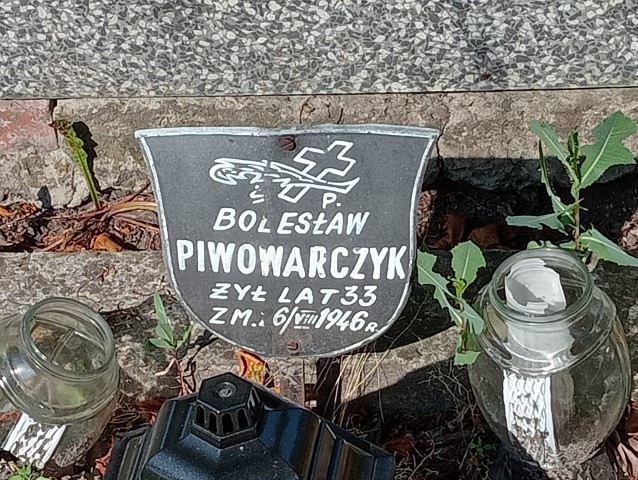 Ś. P.
BOLESŁAW
PIWOWARCZYK
ŻYŁ LAT 33
ZM. 6/VIII 1946 R.